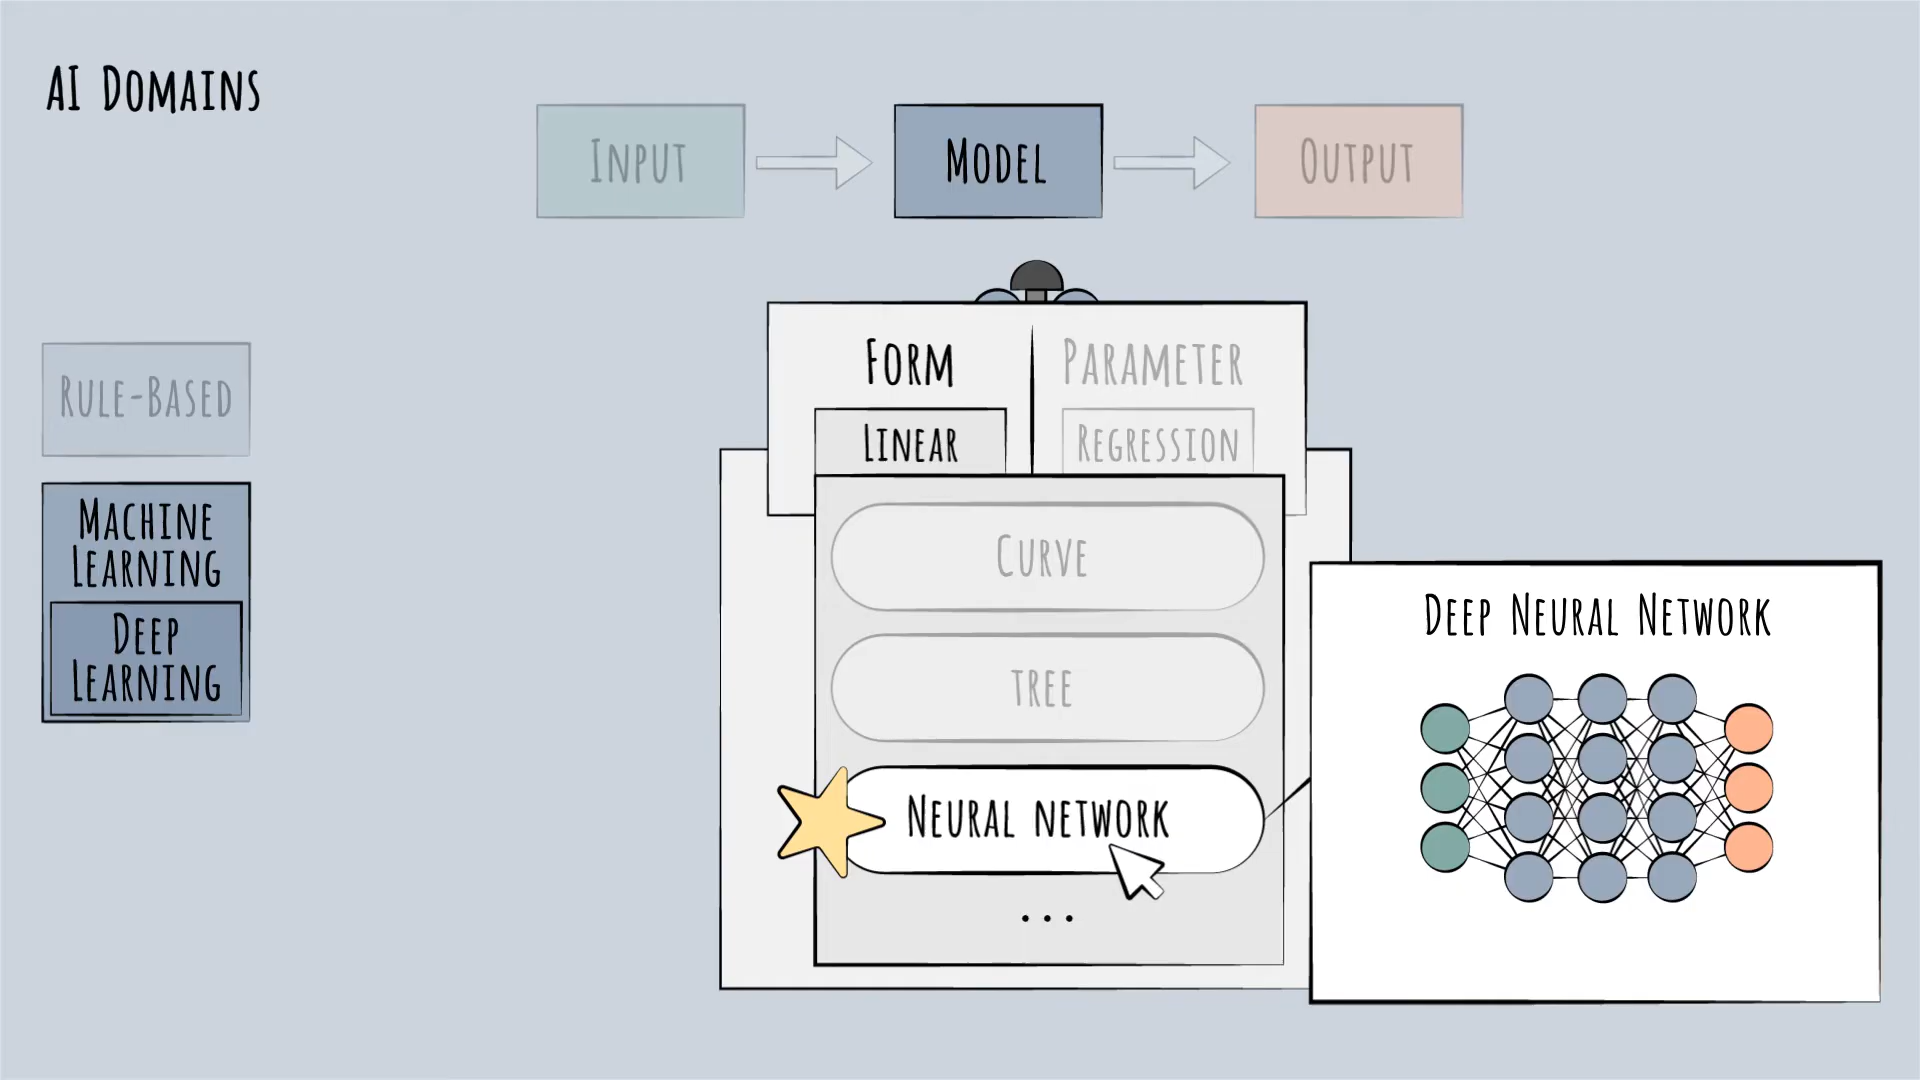 AI Domains
Input
Model
Output
Form
Parameter
Linear
Regression
Rule-Based
Machine
Learning
Deep
Learning
Curve
Tree
Neural network
...
Deep Neural Network